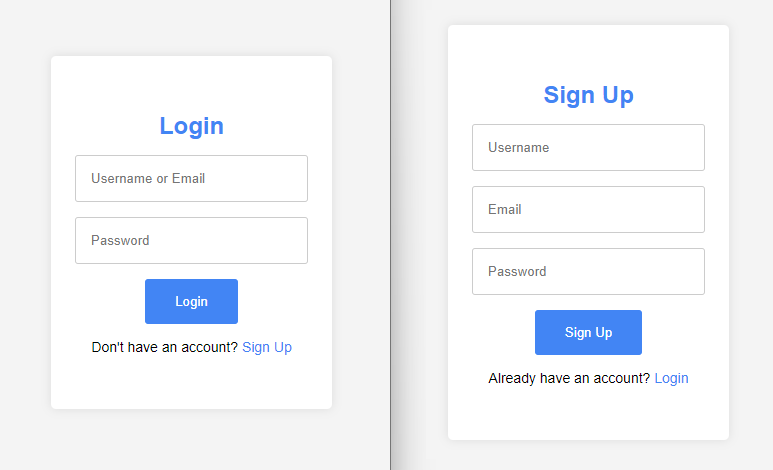 Login
Username or Email
Password
Login
Don't have an account? Sign Up
Sign Up
Username
Email
Password
Sign Up
Already have an account? Login